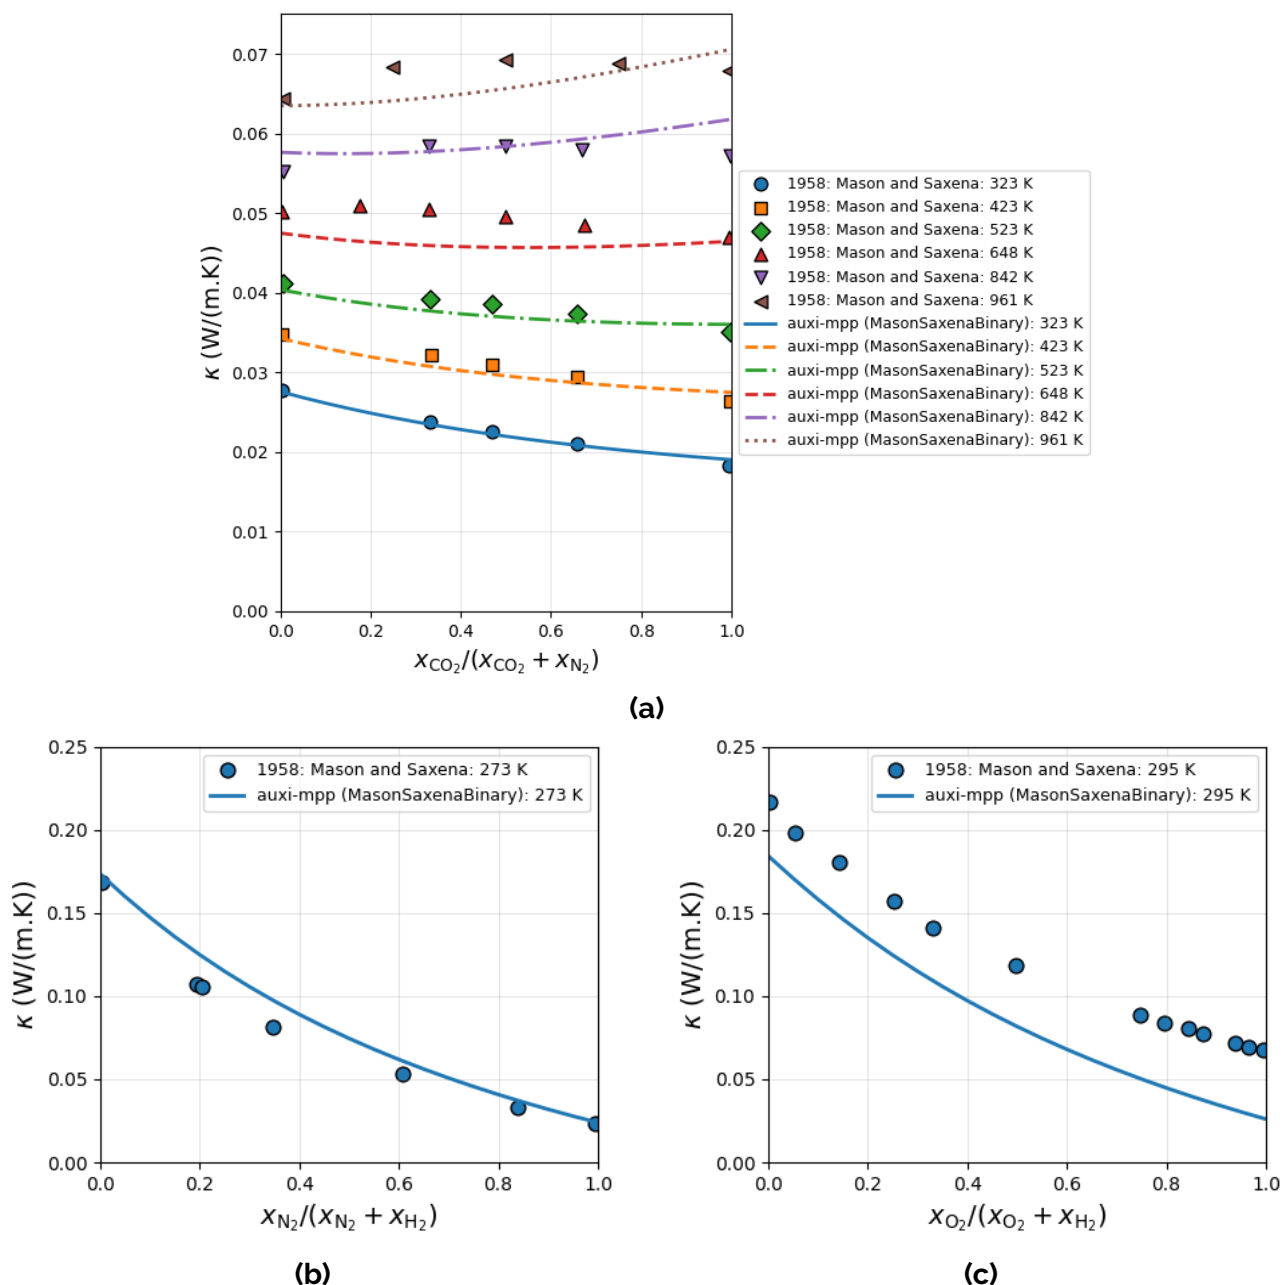 0.07
0.06
0.05
0.04
0.03
0.02
0.01
0.00
κ (W/(m.K))
0.0 0.2 0.4 0.6 0.8 1.0
x_CO₂/(x_CO₂ + x_N₂)
1958: Mason and Saxena: 323 K
1958: Mason and Saxena: 423 K
1958: Mason and Saxena: 523 K
1958: Mason and Saxena: 648 K
1958: Mason and Saxena: 842 K
1958: Mason and Saxena: 961 K
auxi-mpp (MasonSaxenaBinary): 323 K
auxi-mpp (MasonSaxenaBinary): 423 K
auxi-mpp (MasonSaxenaBinary): 523 K
auxi-mpp (MasonSaxenaBinary): 648 K
auxi-mpp (MasonSaxenaBinary): 842 K
auxi-mpp (MasonSaxenaBinary): 961 K
(a)
0.25
0.20
0.15
0.10
0.05
0.00
κ (W/(m.K))
1958: Mason and Saxena: 273 K
auxi-mpp (MasonSaxenaBinary): 273 K
0.0 0.2 0.4 0.6 0.8 1.0
x_N₂/(x_N₂ + x_H₂)
(b)
0.25
0.20
0.15
0.10
0.05
0.00
κ (W/(m.K))
1958: Mason and Saxena: 295 K
auxi-mpp (MasonSaxenaBinary): 295 K
0.0 0.2 0.4 0.6 0.8 1.0
x_O₂/(x_O₂ + x_H₂)
(c)